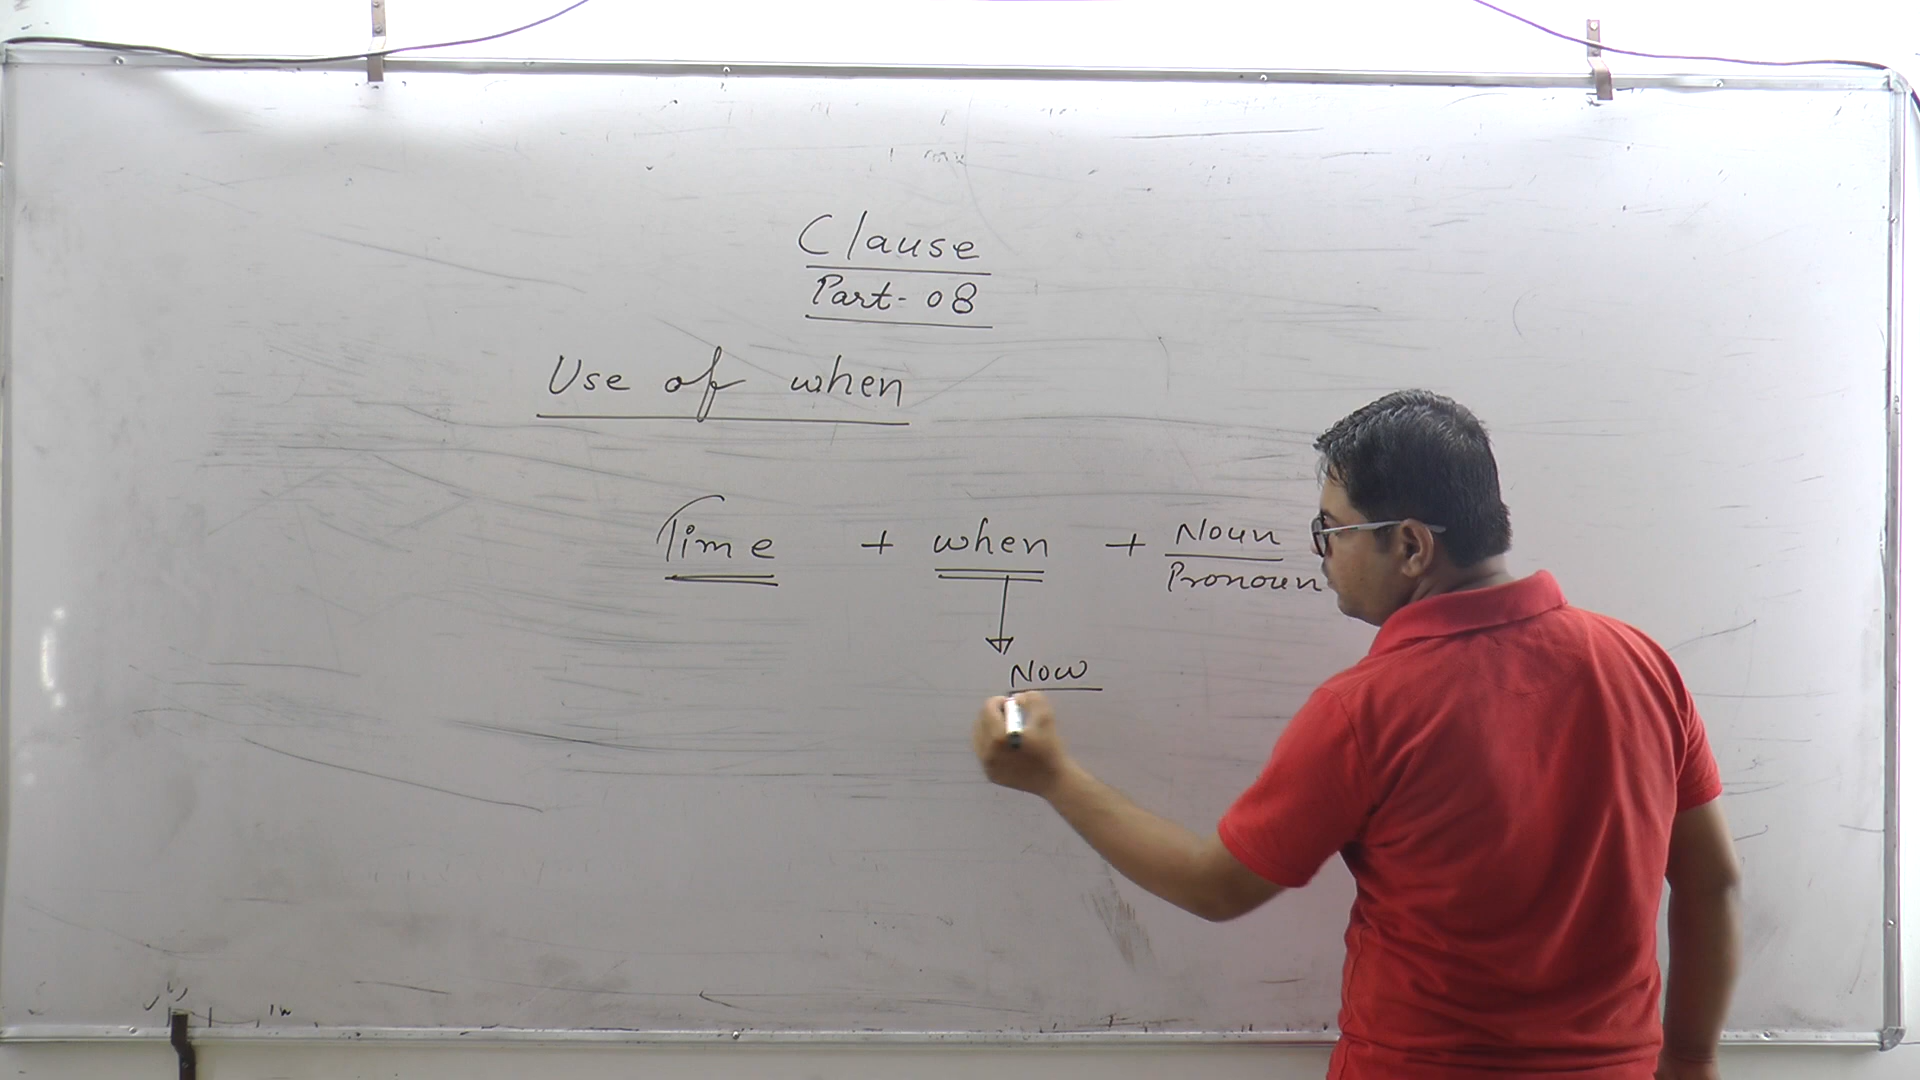 Clause
Part- 08
Use of when
Time + when + Noun
Pronoun
Now